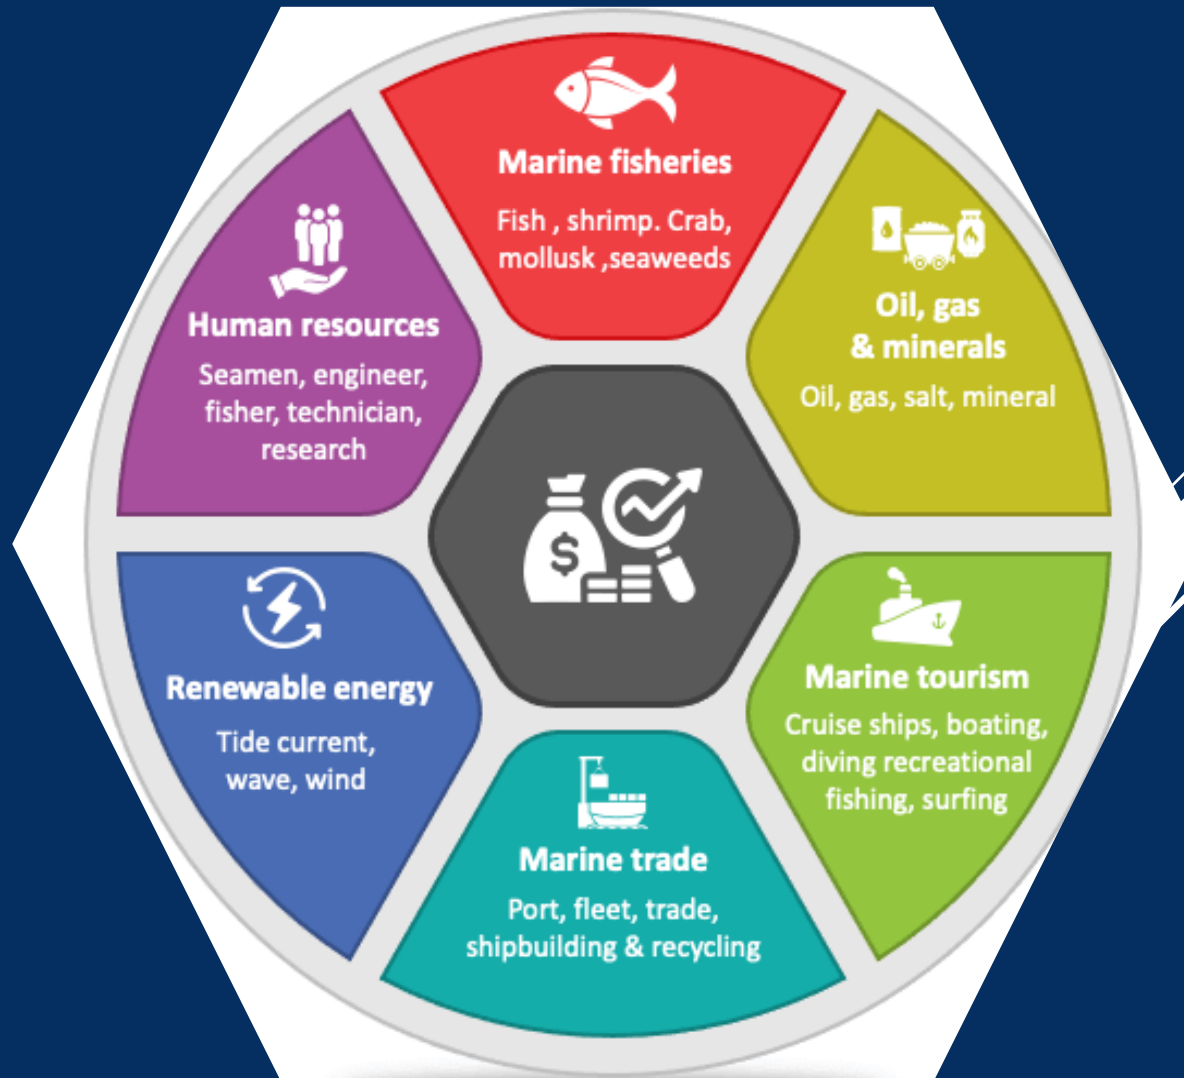 Marine fisheries
Fish , shrimp. Crab,
mollusk ,seaweeds
Oil, gas
& minerals
Oil, gas, salt, mineral
Marine tourism
Cruise ships, boating,
diving recreational
fishing, surfing
Marine trade
Port, fleet, trade,
shipbuilding & recycling
Renewable energy
Tide current,
wave, wind
Human resources
Seamen, engineer,
fisher, technician,
research
$